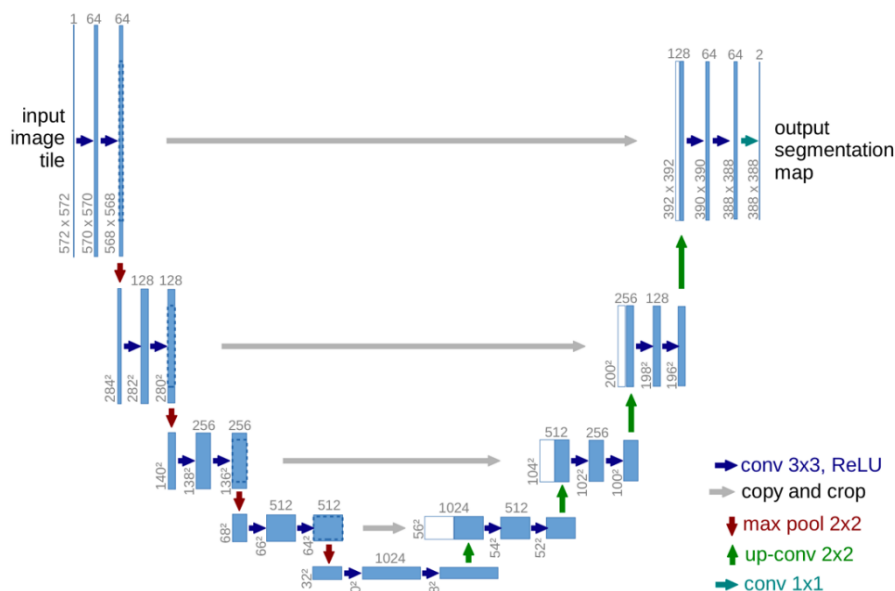 1 64 64
128 64 64 2
input
image
tile
output
segmentation
map
572 x 572
570 x 570
568 x 568
392 x 392
390 x 390
388 x 388
388 x 388
128 128
256 128
284²
282²
280²
200²
198²
196²
256 256
512 256
140²
138²
136²
104²
102²
100²
512 512
1024 512
68²
66²
64²
56²
54²
52²
1024
32²
conv 3x3, ReLU
copy and crop
max pool 2x2
up-conv 2x2
conv 1x1